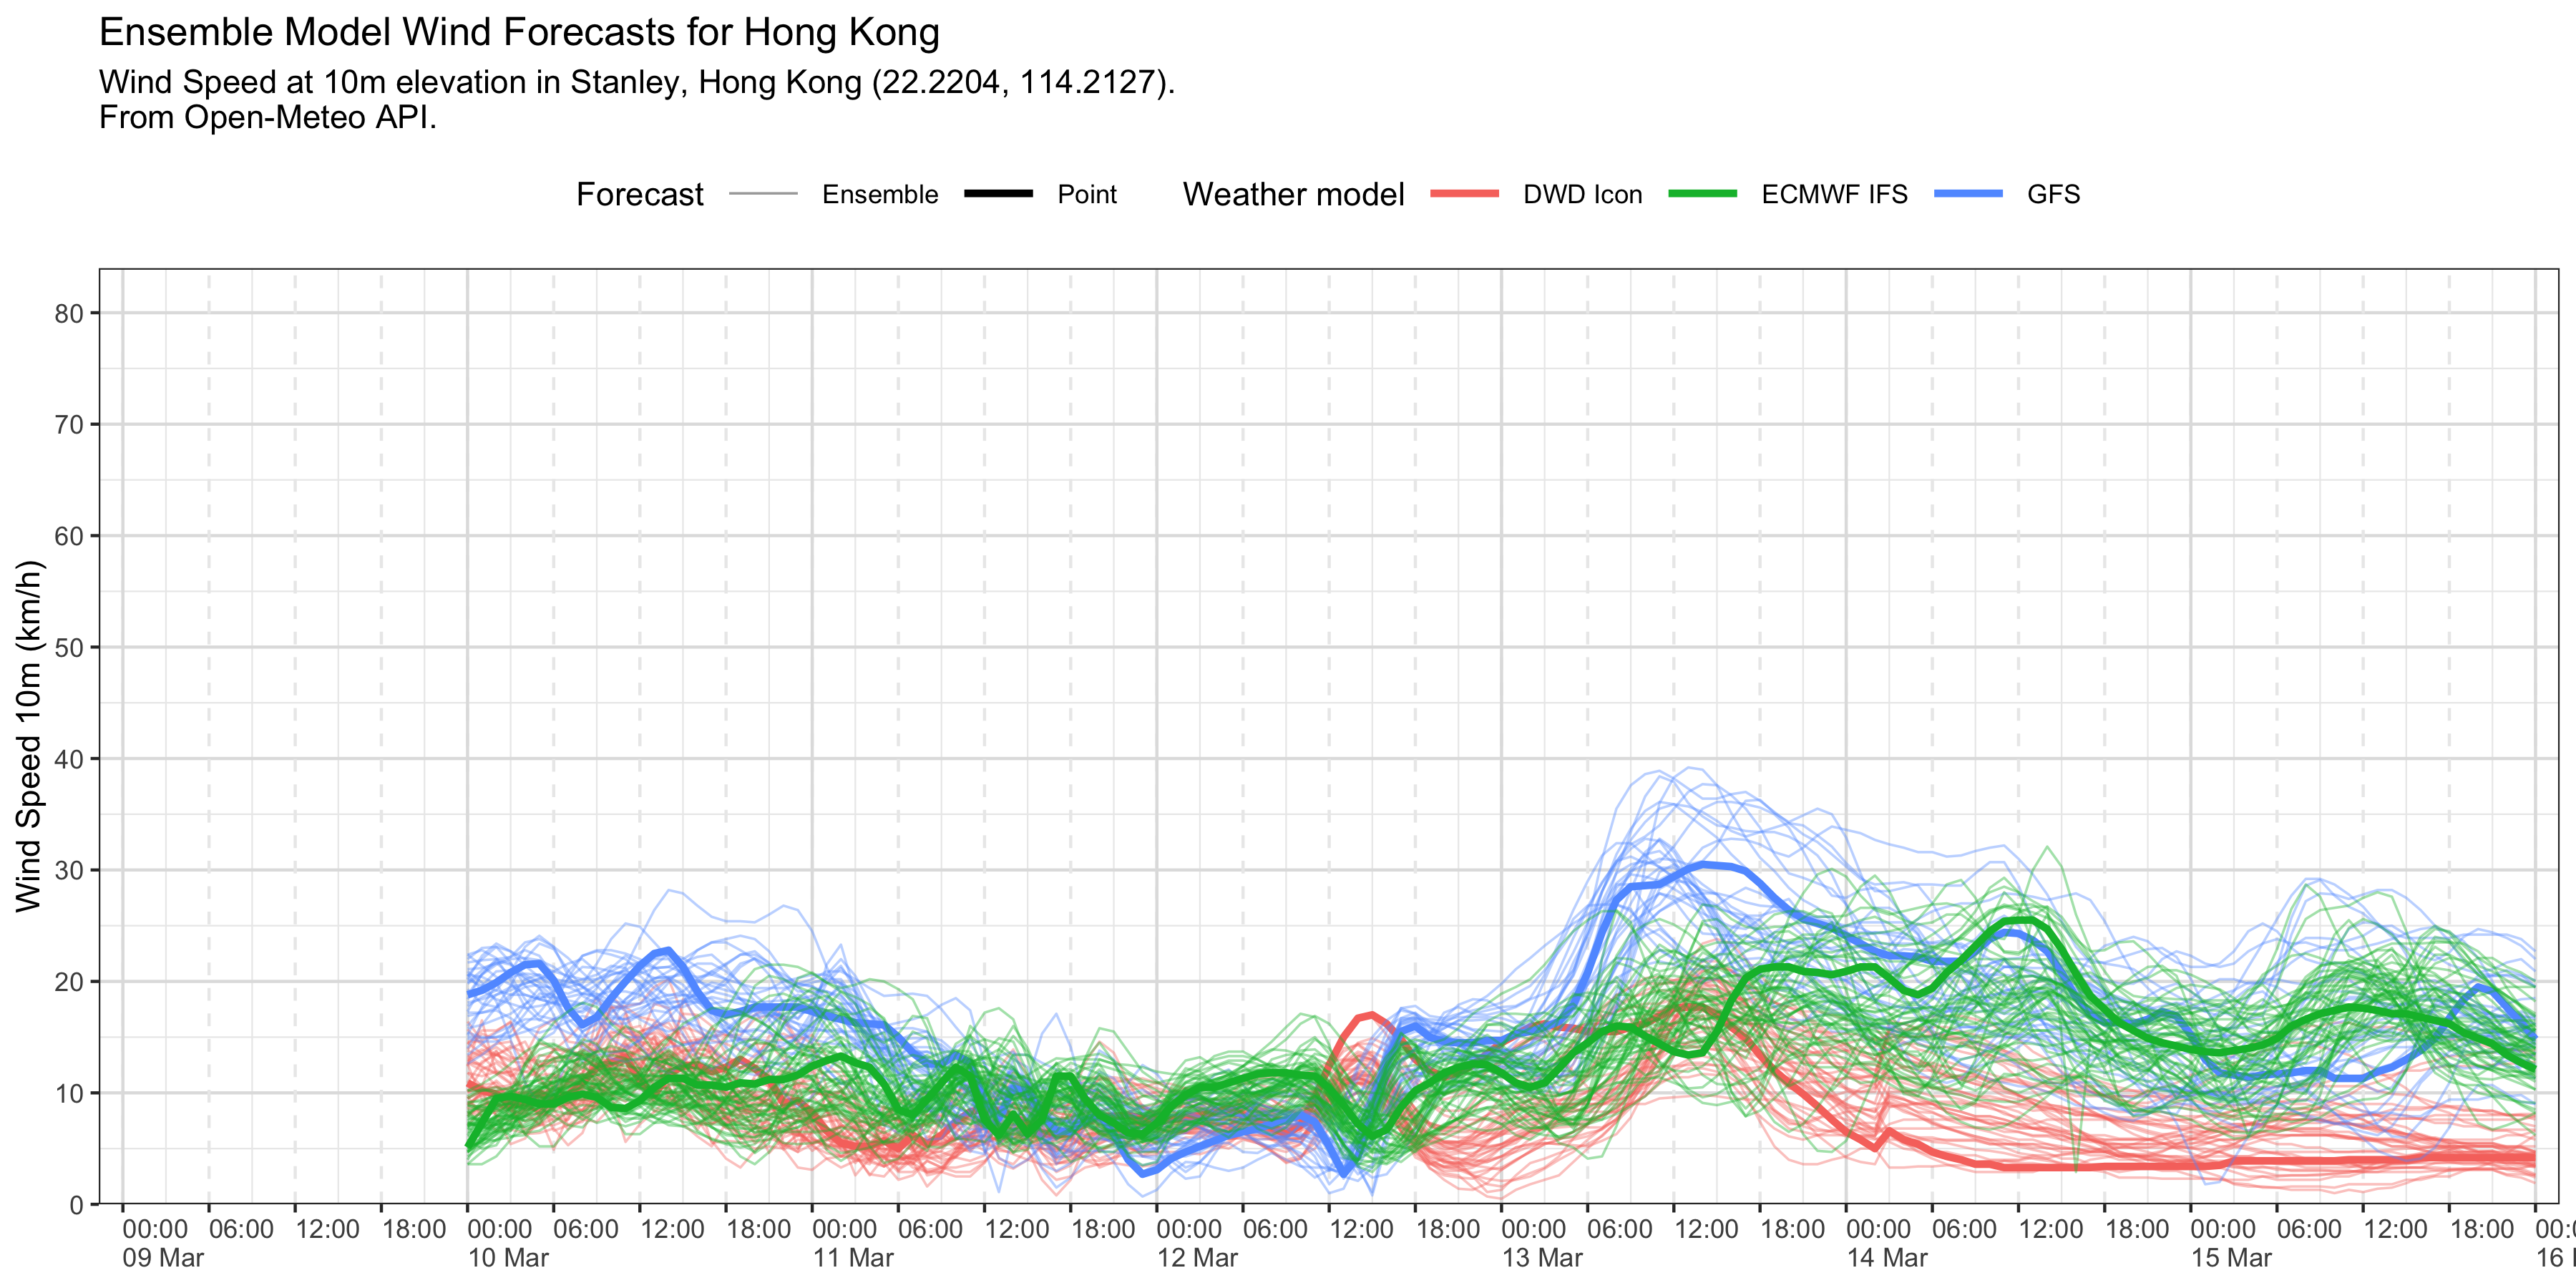 Ensemble Model Wind Forecasts for Hong Kong
Wind Speed at 10m elevation in Stanley, Hong Kong (22.2204, 114.2127).
From Open-Meteo API.
Forecast Ensemble Point Weather model DWD Icon ECMWF IFS GFS
Wind Speed 10m (km/h)
80
70
60
50
40
30
20
10
0
00:00 06:00 12:00 18:00 00:00 06:00 12:00 18:00 00:00 06:00 12:00 18:00 00:00 06:00 12:00 18:00 00:00 06:00 12:00 18:00 00:00 06:00 12:00 18:00 00:00 06:00 12:00 18:00
09 Mar 10 Mar 11 Mar 12 Mar 13 Mar 14 Mar 15 Mar 16